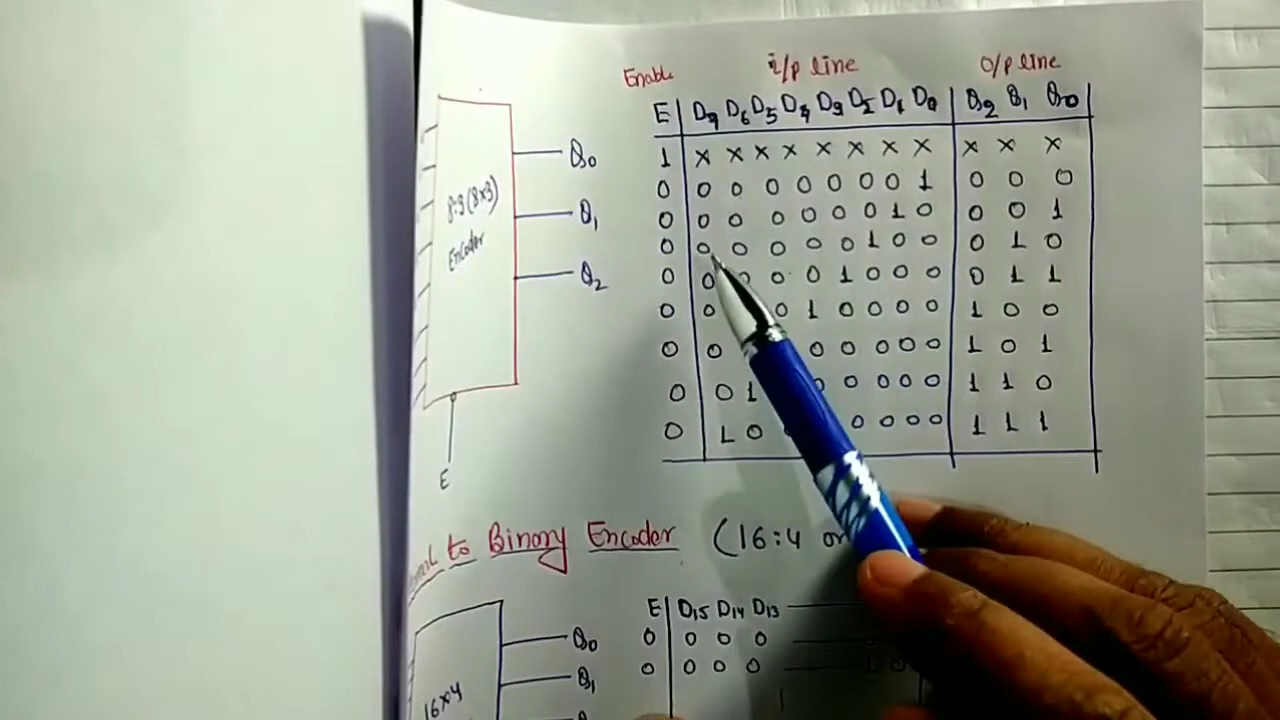 Enable i/p line o/p line
E D7 D6 D5 D4 D3 D2 D1 D0 Q2 Q1 Q0
1 × × × × × × × × × × ×
0 0 0 0 0 0 0 0 1 0 0 0
0 0 0 0 0 0 0 1 0 0 0 1
0 0 0 0 0 0 1 0 0 0 1 0
0 0 0 0 0 1 0 0 0 0 1 1
0 0 0 1 0 0 0 0 1 0 0
0 0 0 0 0 0 0 1 0 1
0 0 1 0 0 0 0 0 1 1 0
0 1 0 0 0 0 0 1 1 1
Q0
Q1
Q2
8:3 (8×3)
Encoder
E
to Binary Encoder (16:4 or
E D15 D14 D13
0 0 0 0
0 0 0 0
Q0
Q1
16×4